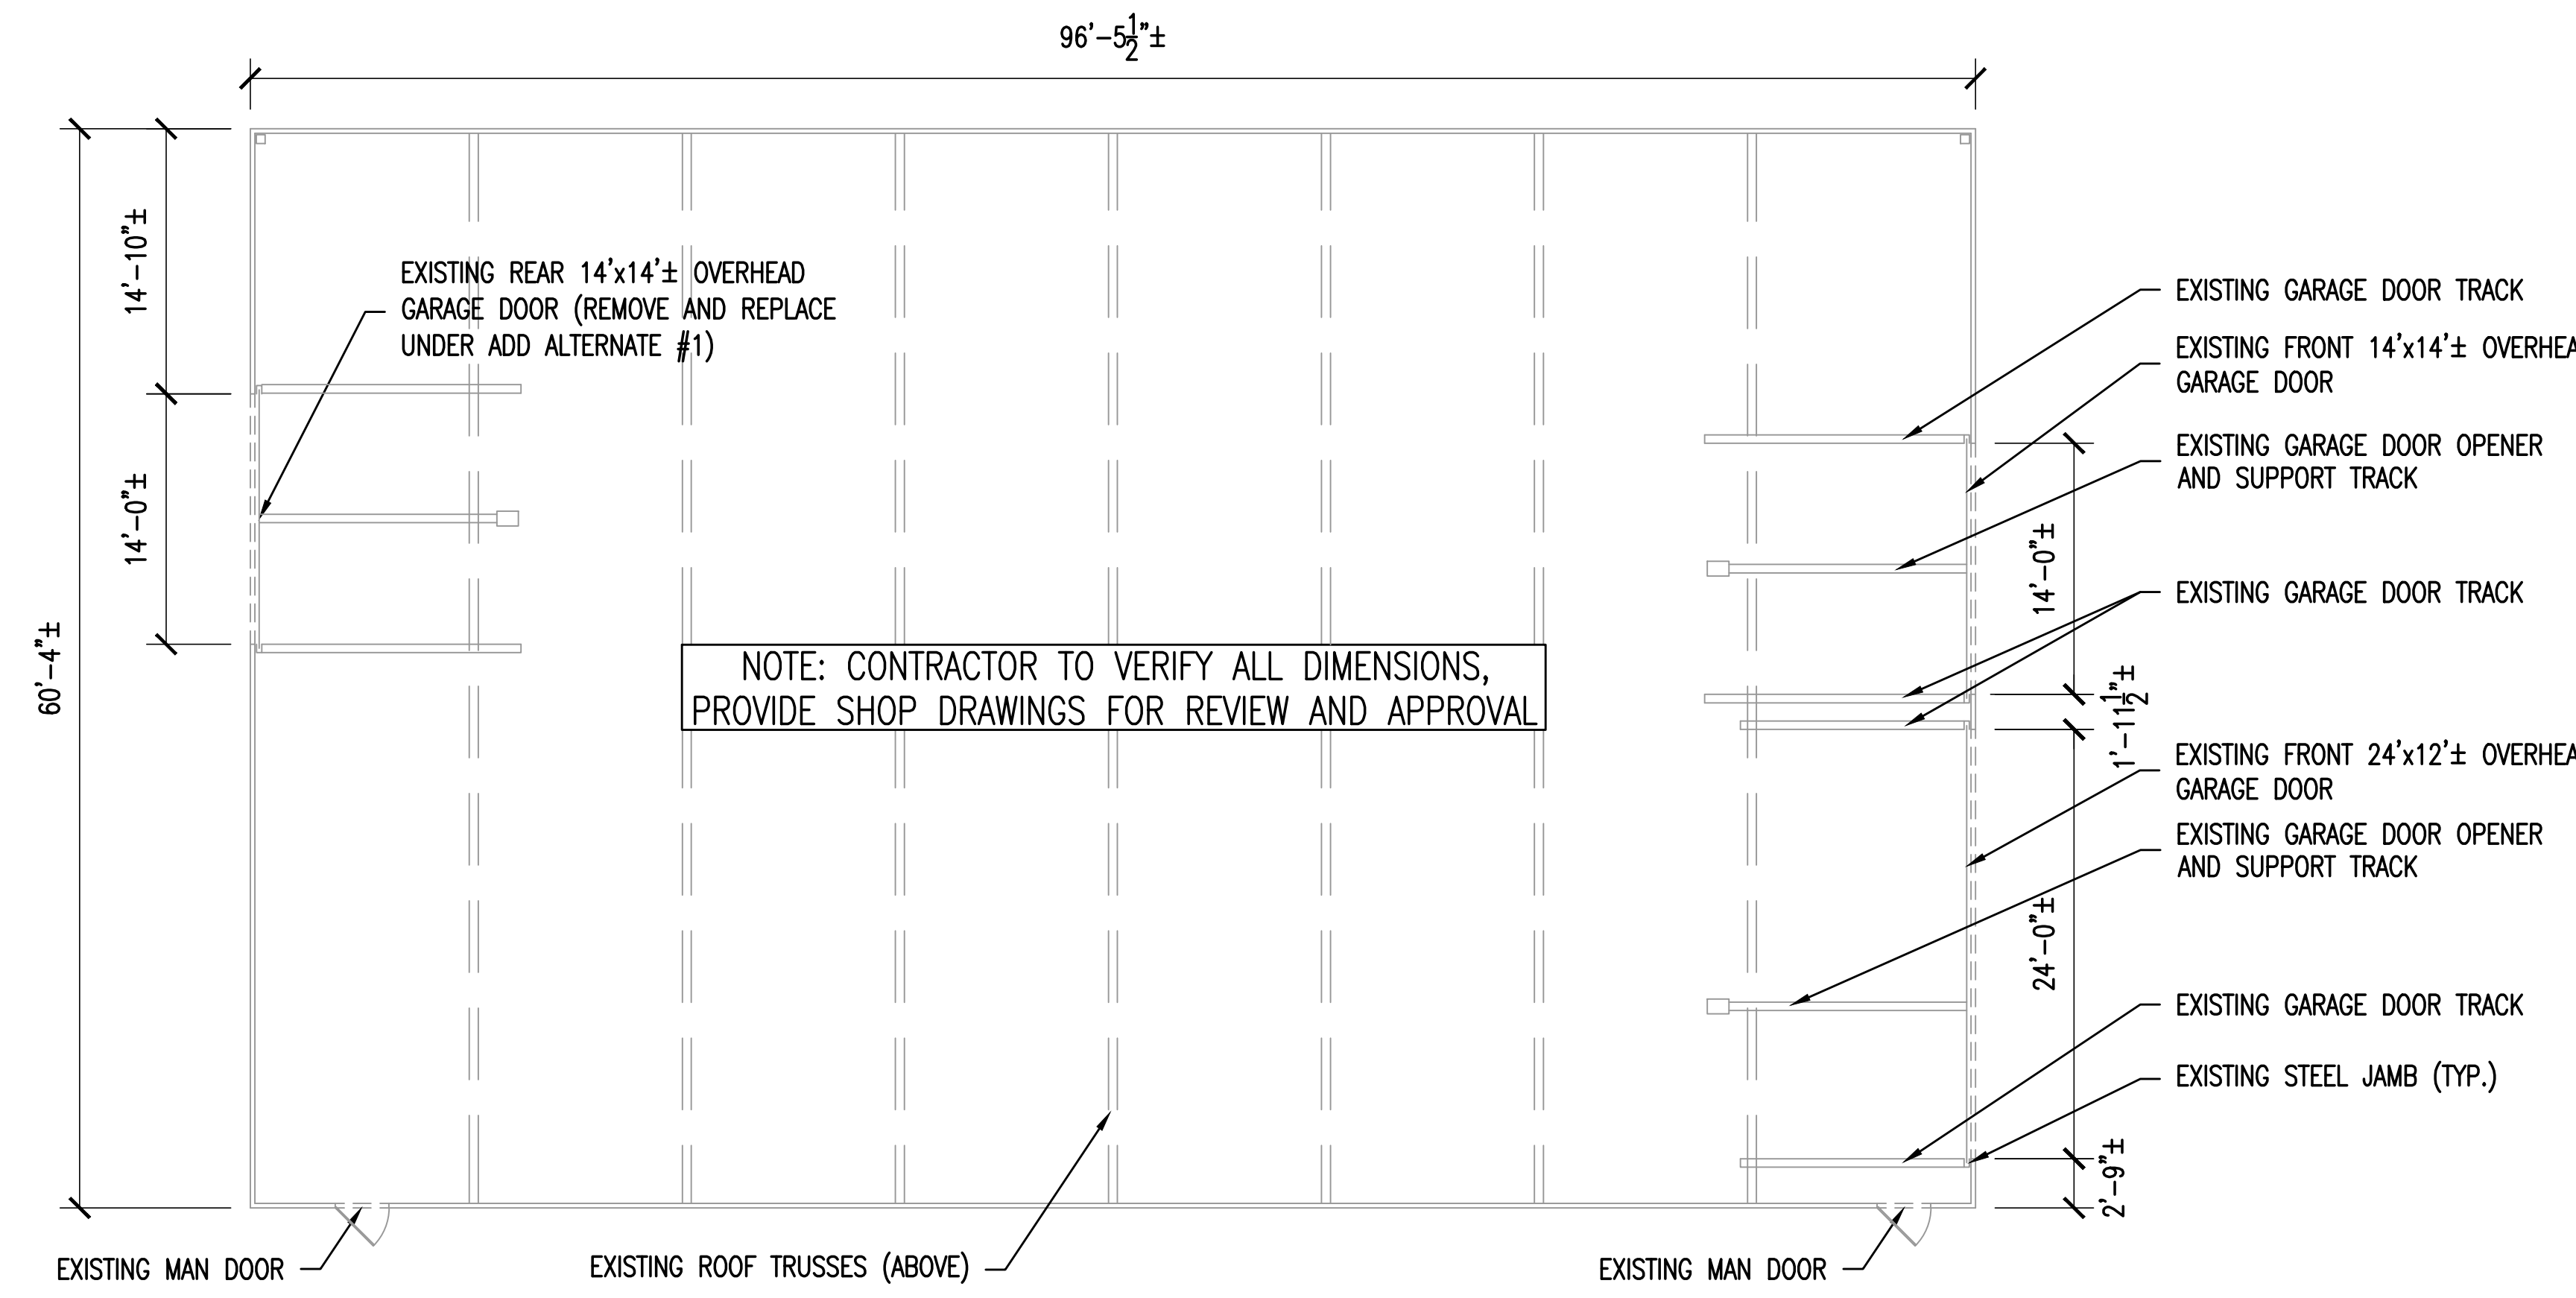 96'-5 1/2"±
14'-10"±
14'-0"±
60'-4"±
EXISTING REAR 14'x14'± OVERHEAD
GARAGE DOOR (REMOVE AND REPLACE
UNDER ADD ALTERNATE #1)
NOTE: CONTRACTOR TO VERIFY ALL DIMENSIONS,
PROVIDE SHOP DRAWINGS FOR REVIEW AND APPROVAL
EXISTING GARAGE DOOR TRACK
EXISTING FRONT 14'x14'± OVERHEA
GARAGE DOOR
EXISTING GARAGE DOOR OPENER
AND SUPPORT TRACK
14'-0"±
EXISTING GARAGE DOOR TRACK
1'-11 1/2"±
EXISTING FRONT 24'x12'± OVERHEA
GARAGE DOOR
EXISTING GARAGE DOOR OPENER
AND SUPPORT TRACK
24'-0"±
EXISTING GARAGE DOOR TRACK
EXISTING STEEL JAMB (TYP.)
2'-9"±
EXISTING MAN DOOR
EXISTING ROOF TRUSSES (ABOVE)
EXISTING MAN DOOR